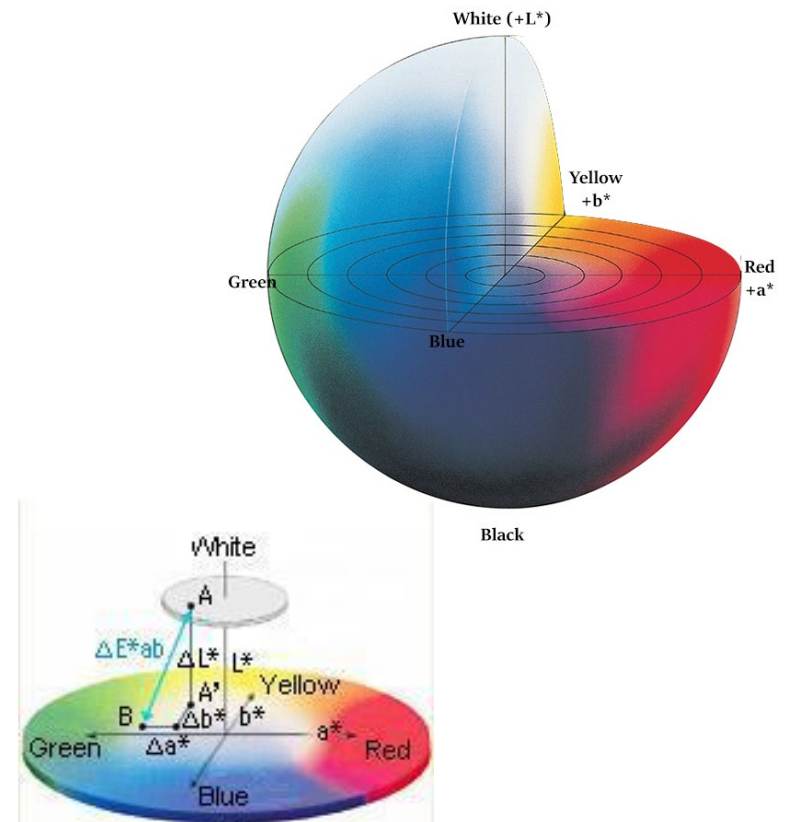 White (+L*)
Yellow
+b*
Green
Red
+a*
Blue
Black
White
A
ΔE*ab
ΔL*
L*
A'
Yellow
B
Δb*
b*
a*
Green
Δa*
Red
Blue